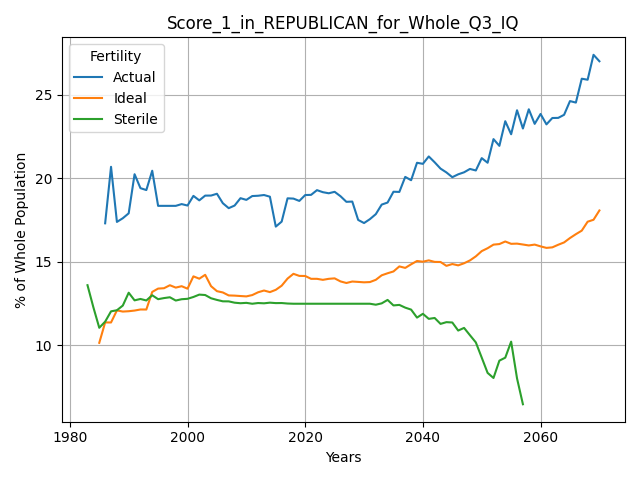 Score_1_in_REPUBLICAN_for_Whole_Q3_IQ
Fertility
Actual
Ideal
Sterile
% of Whole Population
25
20
15
10
1980
2000
2020
2040
2060
Years